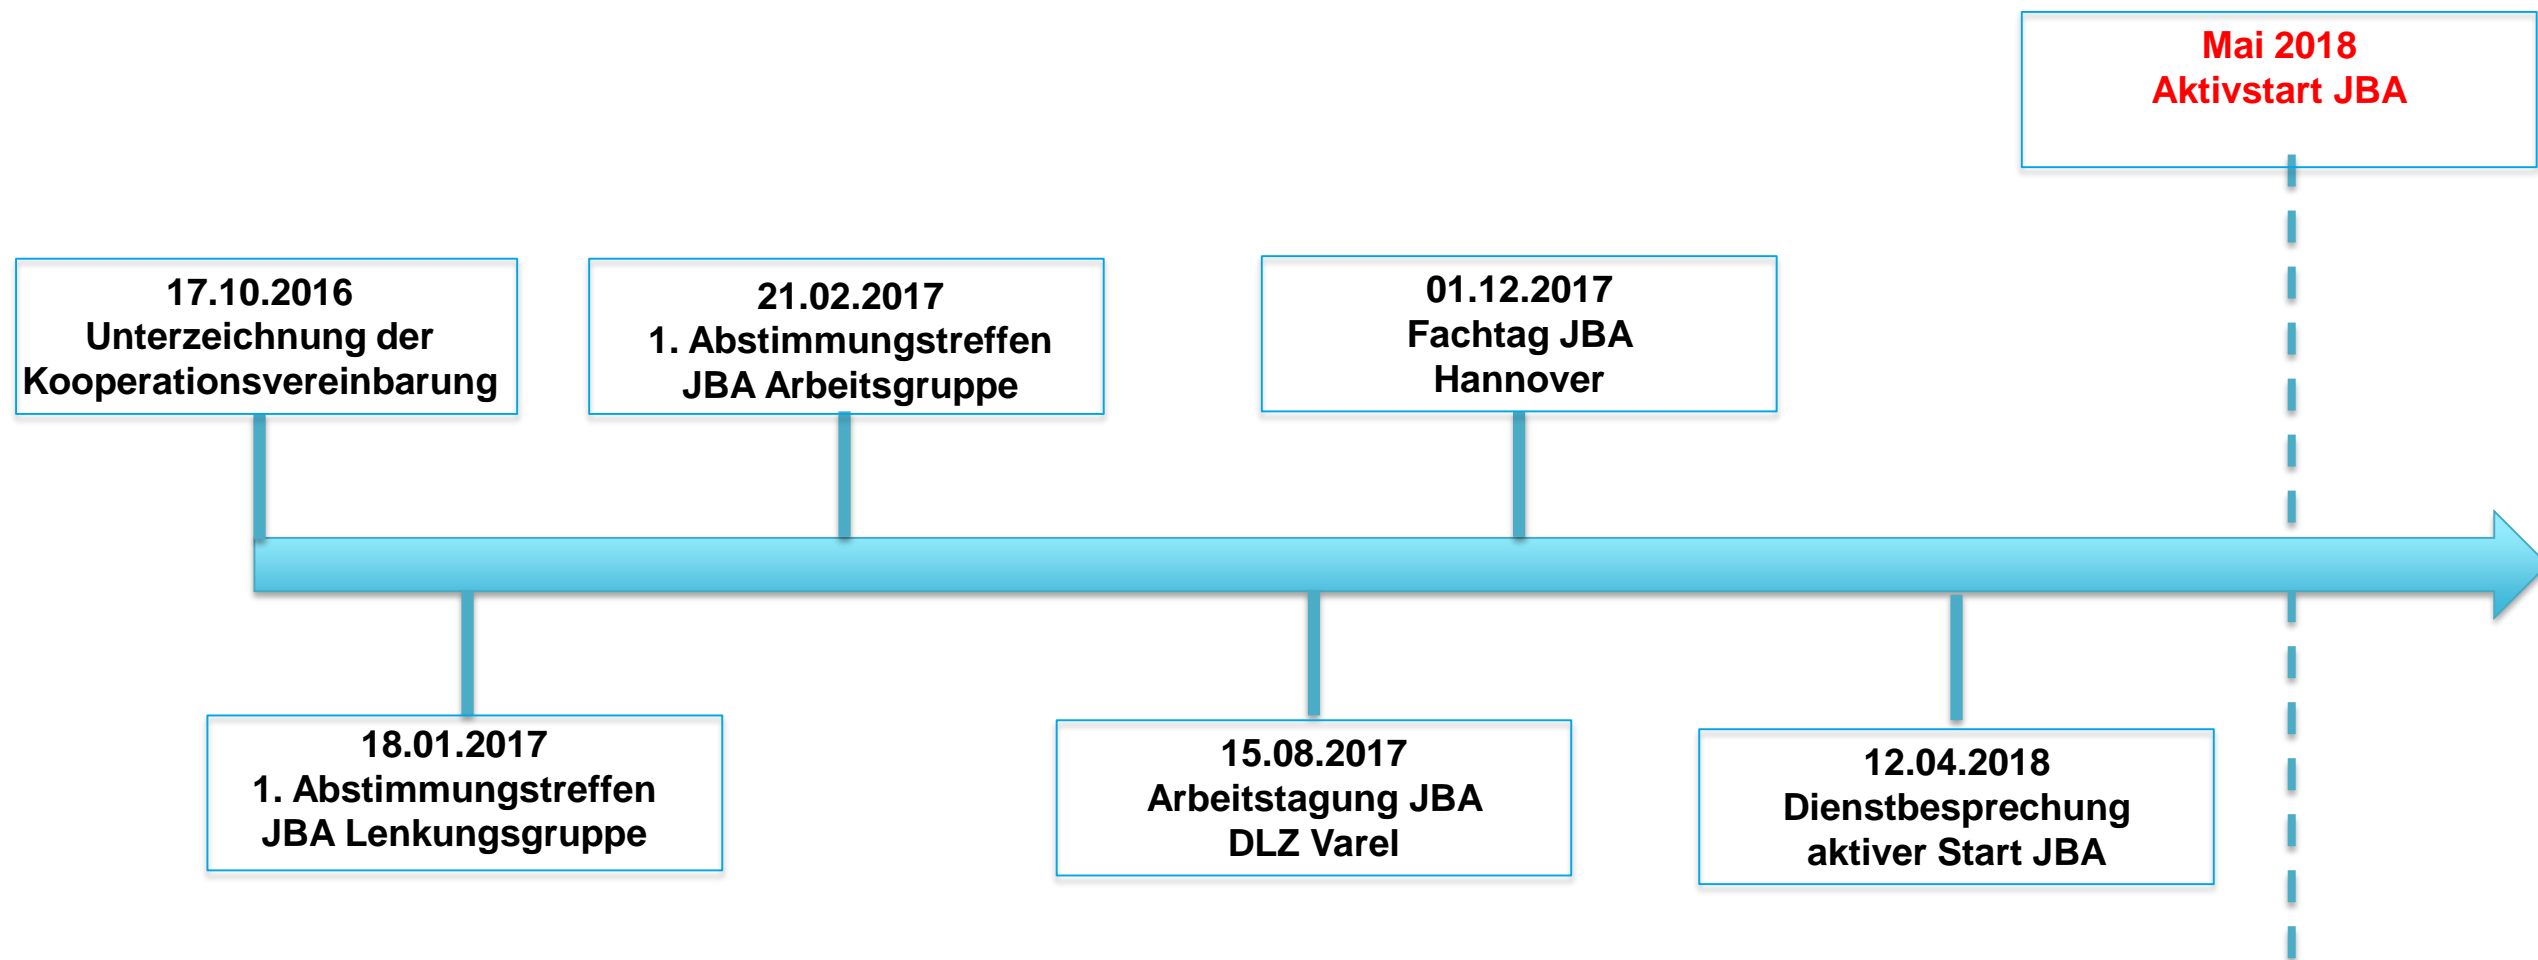 Mai 2018
Aktivstart JBA
17.10.2016
Unterzeichnung der
Kooperationsvereinbarung
21.02.2017
1. Abstimmungstreffen
JBA Arbeitsgruppe
01.12.2017
Fachtag JBA
Hannover
18.01.2017
1. Abstimmungstreffen
JBA Lenkungsgruppe
15.08.2017
Arbeitstagung JBA
DLZ Varel
12.04.2018
Dienstbesprechung
aktiver Start JBA